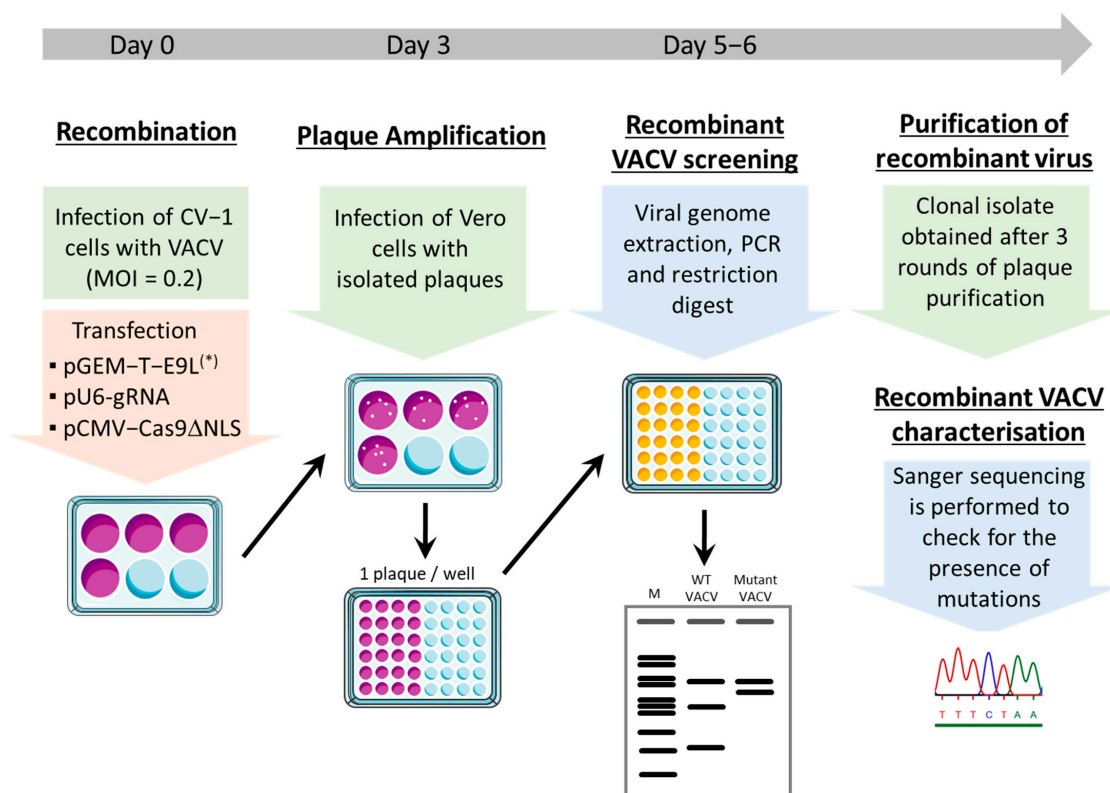 Day 0
Day 3
Day 5−6
Recombination
Infection of CV−1
cells with VACV
(MOI = 0.2)
Transfection
▪ pGEM−T−E9L(*)
▪ pU6-gRNA
▪ pCMV−Cas9ΔNLS
Plaque Amplification
Infection of Vero
cells with
isolated plaques
1 plaque / well
Recombinant
VACV screening
Viral genome
extraction, PCR
and restriction
digest
M
WT
VACV
Mutant
VACV
Purification of
recombinant virus
Clonal isolate
obtained after 3
rounds of plaque
purification
Recombinant VACV
characterisation
Sanger sequencing
is performed to
check for the
presence of
mutations
T T T C T A A